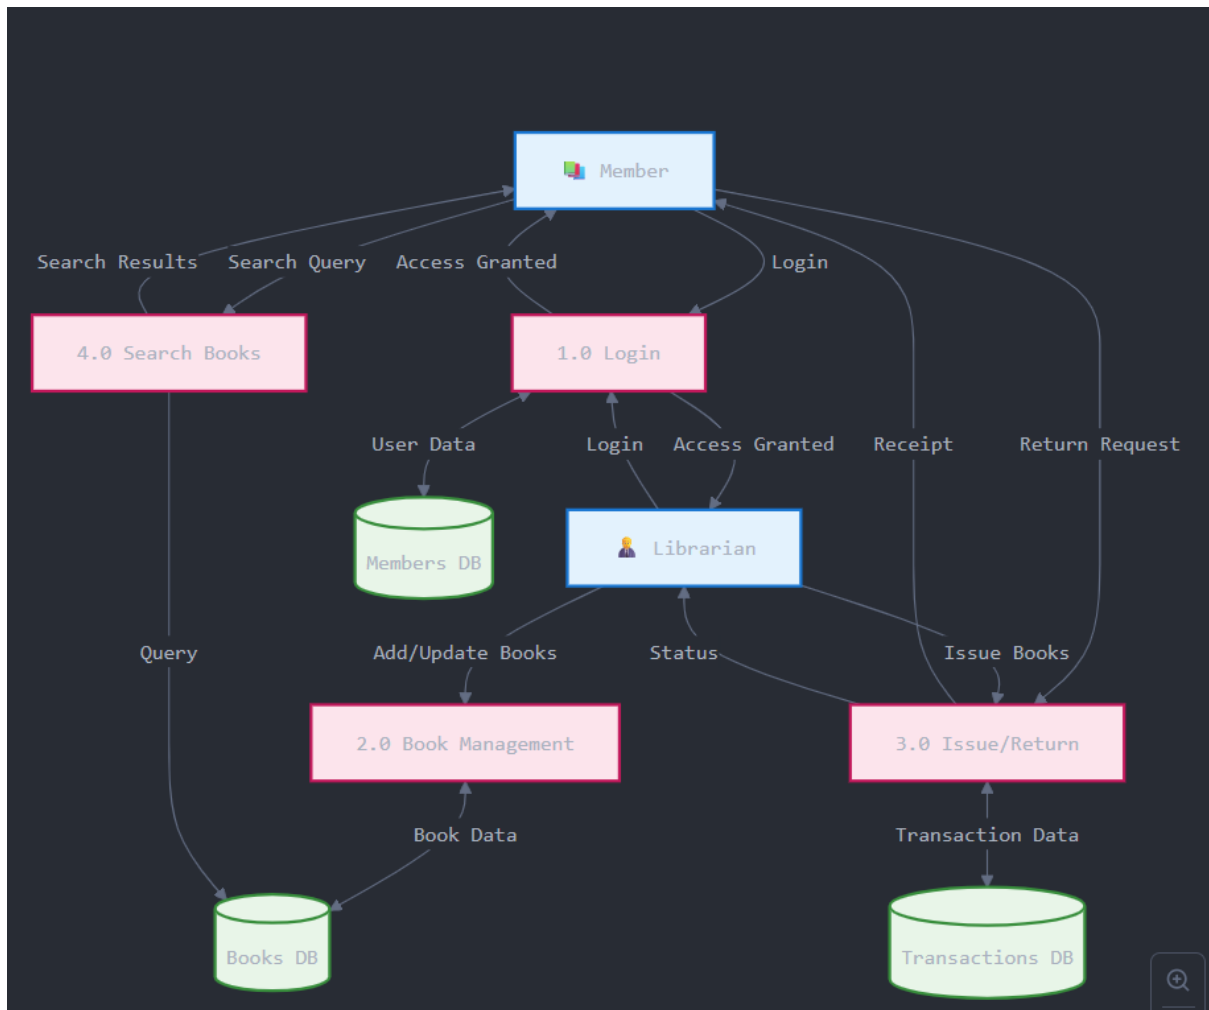 Member
Search Results
Search Query
Access Granted
Login
4.0 Search Books
1.0 Login
User Data
Login
Access Granted
Receipt
Return Request
Librarian
Members DB
Query
Add/Update Books
Status
Issue Books
2.0 Book Management
3.0 Issue/Return
Book Data
Transaction Data
Books DB
Transactions DB